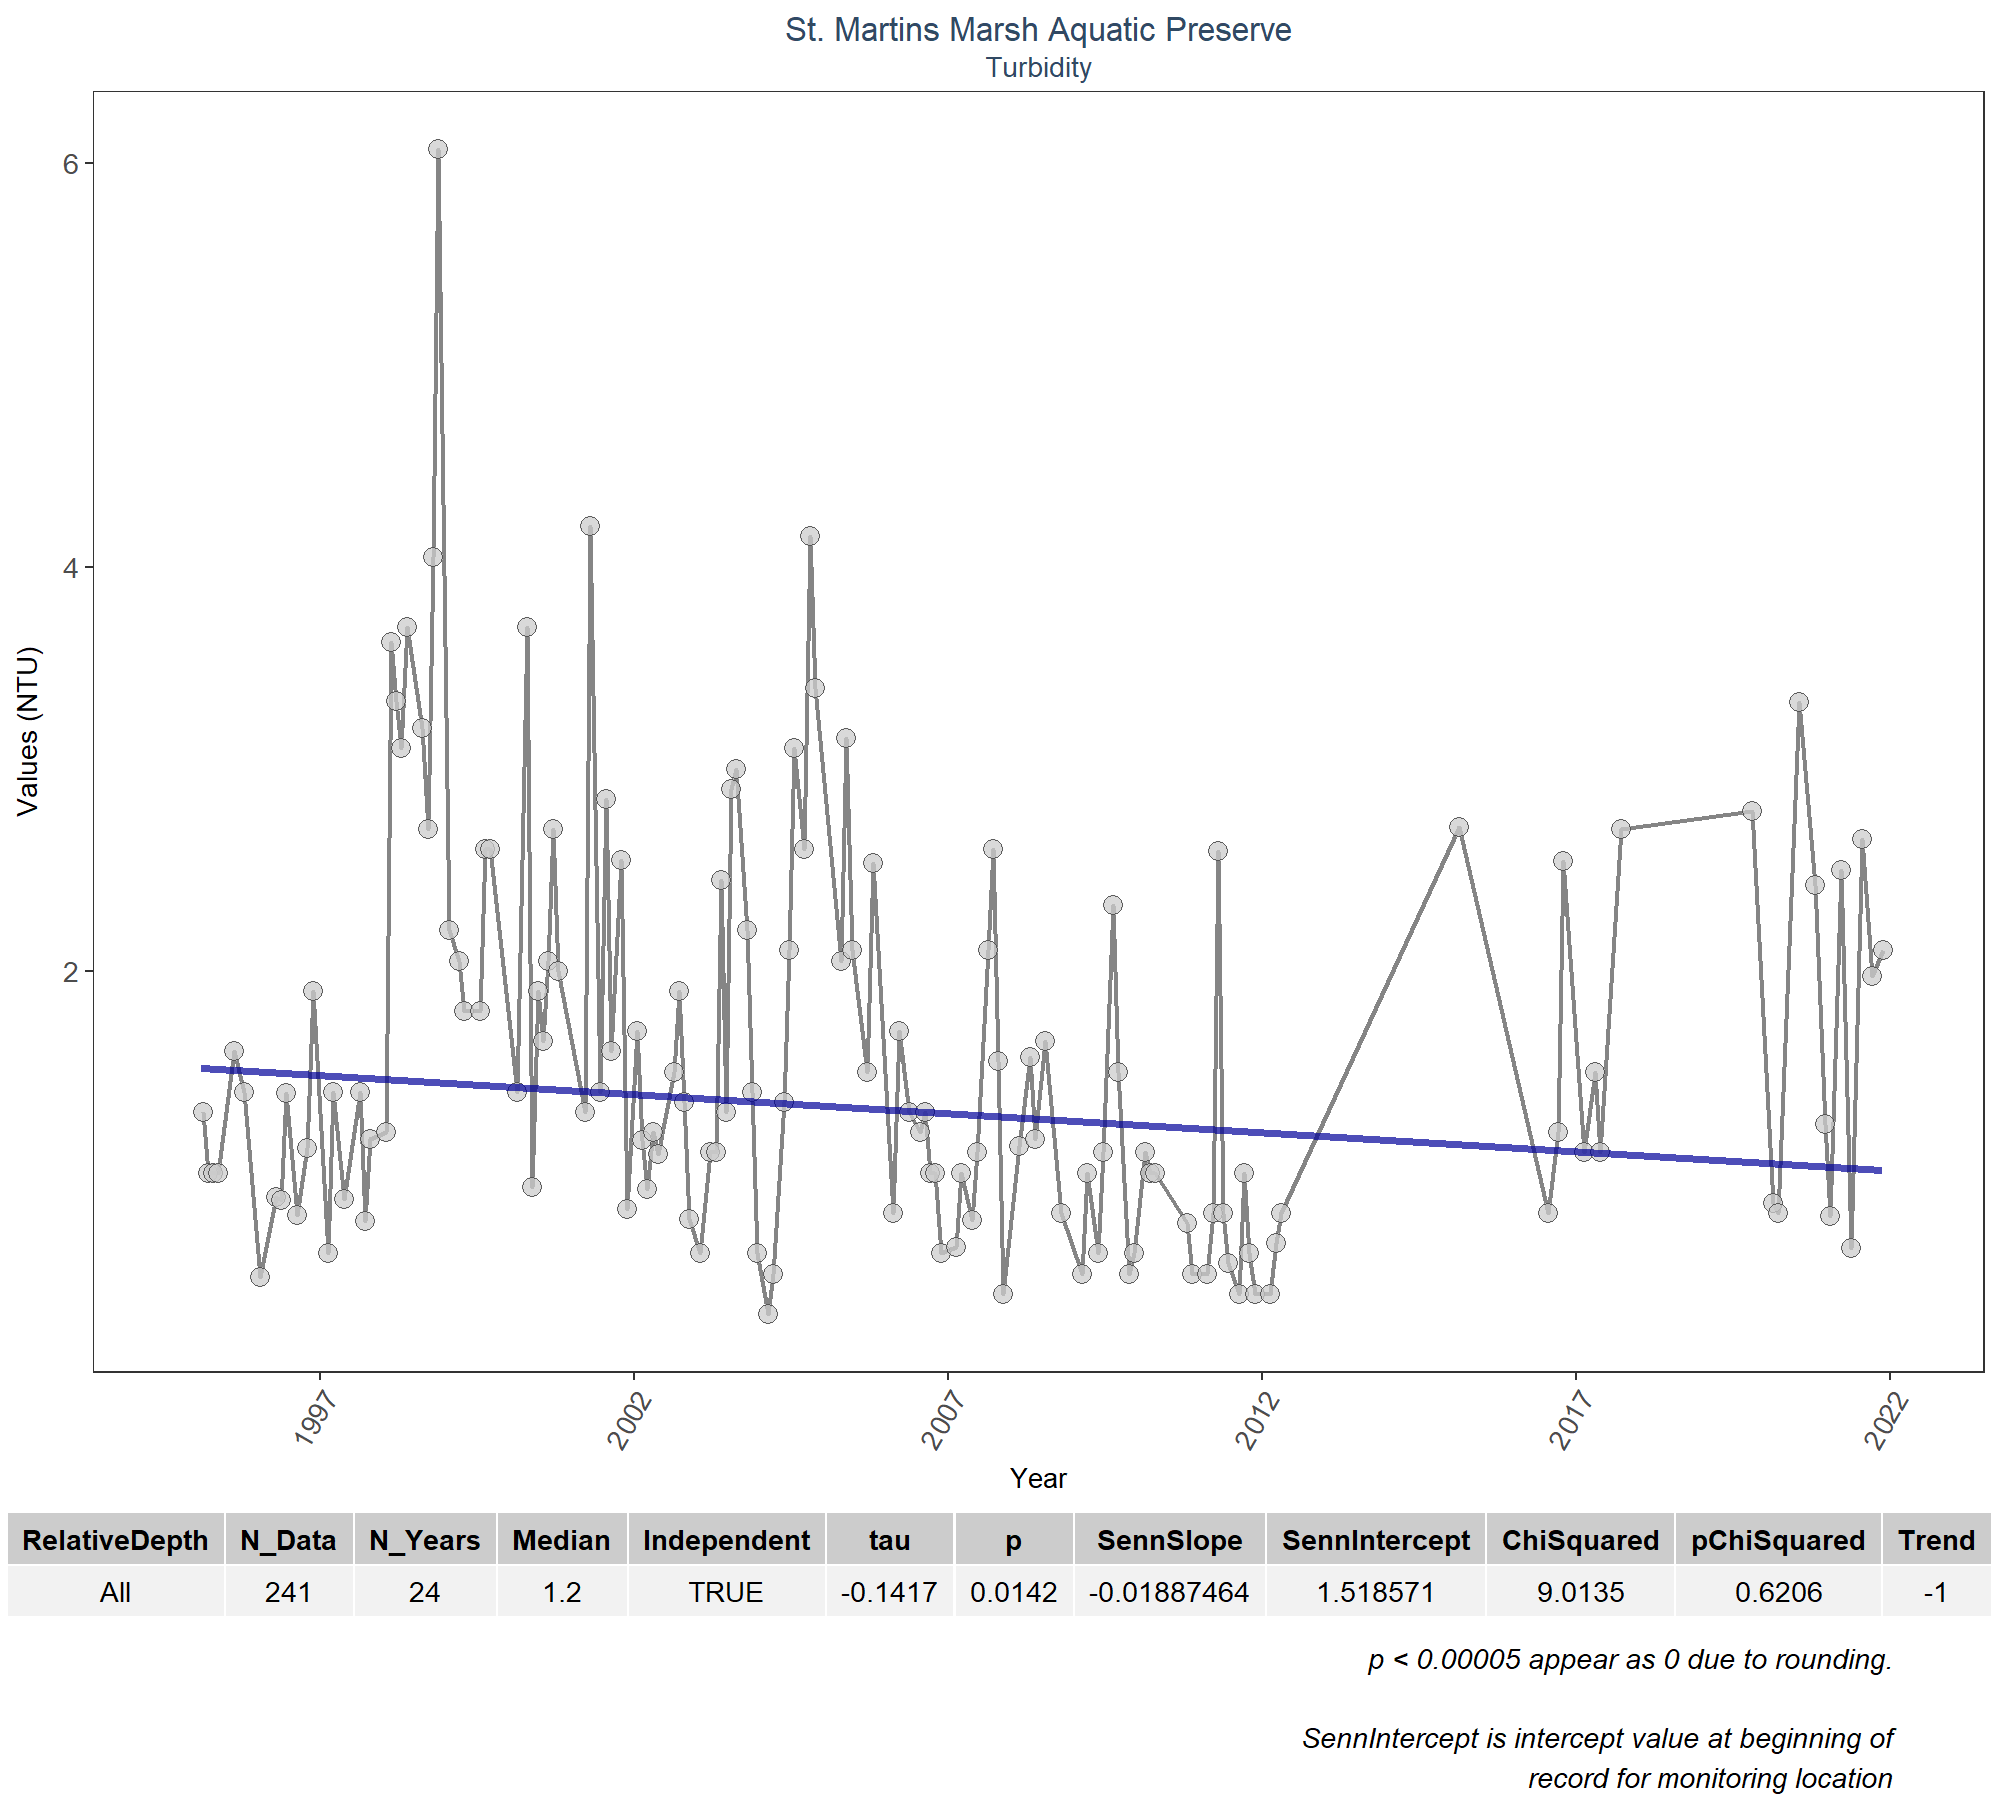 St. Martins Marsh Aquatic Preserve
Turbidity
6
4
2
Values (NTU)
1997 2002 2007 2012 2017 2022
Year
RelativeDepth N_Data N_Years Median Independent tau p SennSlope SennIntercept ChiSquared pChiSquared Trend
All 241 24 1.2 TRUE -0.1417 0.0142 -0.01887464 1.518571 9.0135 0.6206 -1
p < 0.00005 appear as 0 due to rounding.
SennIntercept is intercept value at beginning of
record for monitoring location